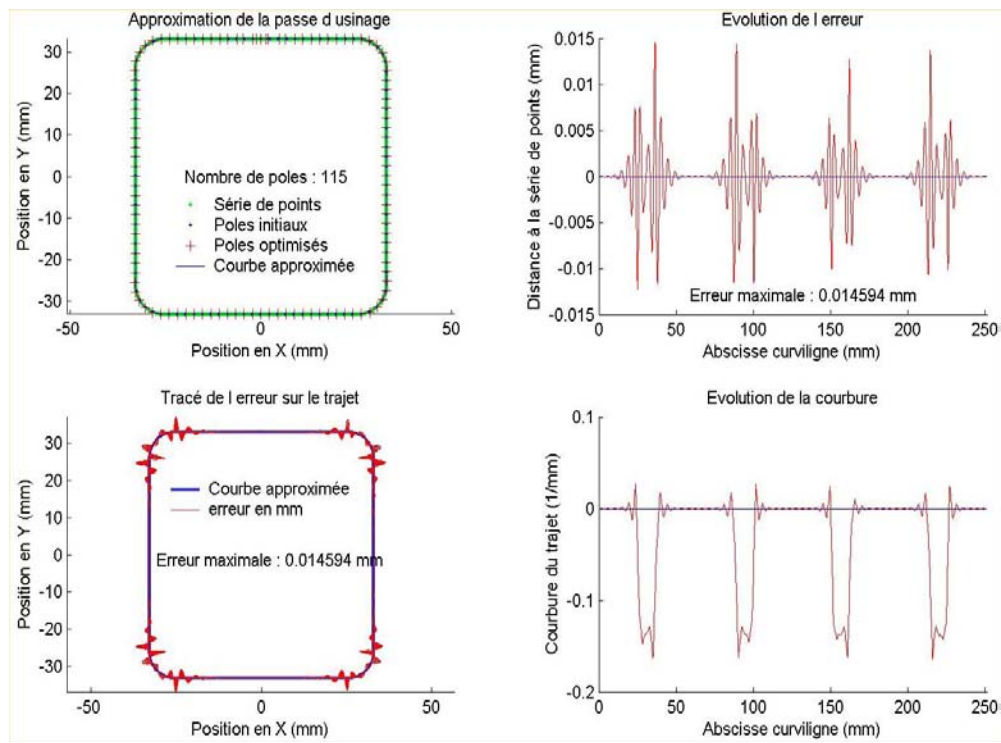 Approximation de la passe d usinage
30
20
10
0
-10
-20
-30
Position en Y (mm)
Nombre de poles : 115
Série de points
Poles initiaux
Poles optimisés
Courbe approximée
-50
0
50
Position en X (mm)
Evolution de l erreur
0.015
0.01
0.005
0
-0.005
-0.01
-0.015
Distance à la série de points (mm)
Erreur maximale : 0.014594 mm
0
50
100
150
200
250
Abscisse curviligne (mm)
Tracé de l erreur sur le trajet
30
20
10
0
-10
-20
-30
Position en Y (mm)
Courbe approximée
erreur en mm
Erreur maximale : 0.014594 mm
-50
0
50
Position en X (mm)
Evolution de la courbure
0.1
0
-0.1
-0.2
Courbure du trajet (1/mm)
0
50
100
150
200
250
Abscisse curviligne (mm)